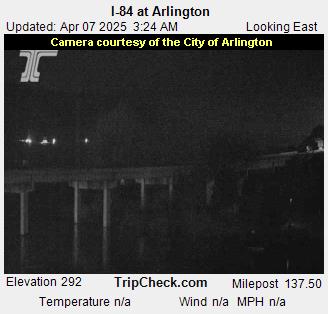 I-84 at Arlington
Updated: Apr 07 2025 3:24 AM Looking East
Camera courtesy of the City of Arlington
Elevation 292 TripCheck.com Milepost 137.50
Temperature n/a Wind n/a MPH n/a